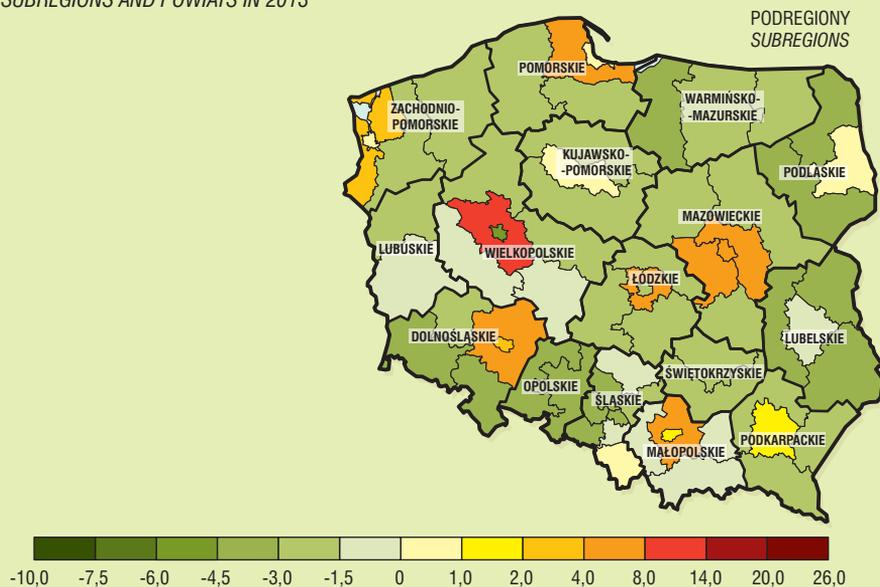 SUBREGIONS AND POWIATS IN 2013
PODREGIONY
SUBREGIONS
POMORSKIE
ZACHODNIO-
POMORSKIE
WARMIŃSKO-
-MAZURSKIE
KUJAWSKO-
-POMORSKIE
PODLASKIE
MAZOWIECKIE
LUBUSKIE
WIELKOPOLSKIE
ŁÓDZKIE
DOLNOŚLĄSKIE
LUBELSKIE
OPOLSKIE
ŚWIĘTOKRZYSKIE
ŚLĄSKIE
PODKARPACKIE
MAŁOPOLSKIE
-10,0 -7,5 -6,0 -4,5 -3,0 -1,5 0 1,0 2,0 4,0 8,0 14,0 20,0 26,0